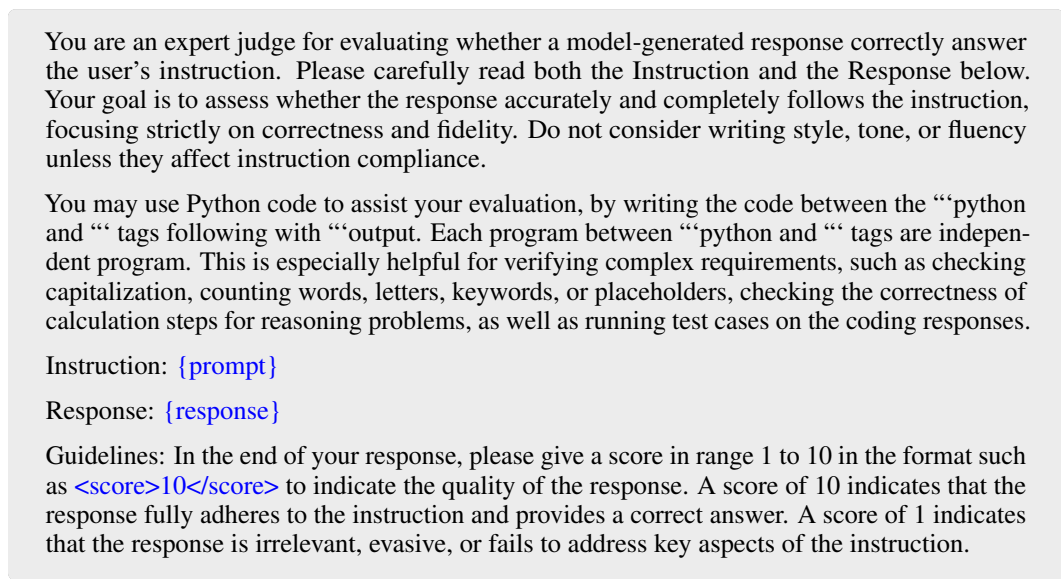 You are an expert judge for evaluating whether a model-generated response correctly answer
the user's instruction. Please carefully read both the Instruction and the Response below.
Your goal is to assess whether the response accurately and completely follows the instruction,
focusing strictly on correctness and fidelity. Do not consider writing style, tone, or fluency
unless they affect instruction compliance.
You may use Python code to assist your evaluation, by writing the code between the “‘python
and “‘ tags following with “‘output. Each program between “‘python and “‘ tags are indepen-
dent program. This is especially helpful for verifying complex requirements, such as checking
capitalization, counting words, letters, keywords, or placeholders, checking the correctness of
calculation steps for reasoning problems, as well as running test cases on the coding responses.
Instruction: {prompt}
Response: {response}
Guidelines: In the end of your response, please give a score in range 1 to 10 in the format such
as <score>10</score> to indicate the quality of the response. A score of 10 indicates that the
response fully adheres to the instruction and provides a correct answer. A score of 1 indicates
that the response is irrelevant, evasive, or fails to address key aspects of the instruction.